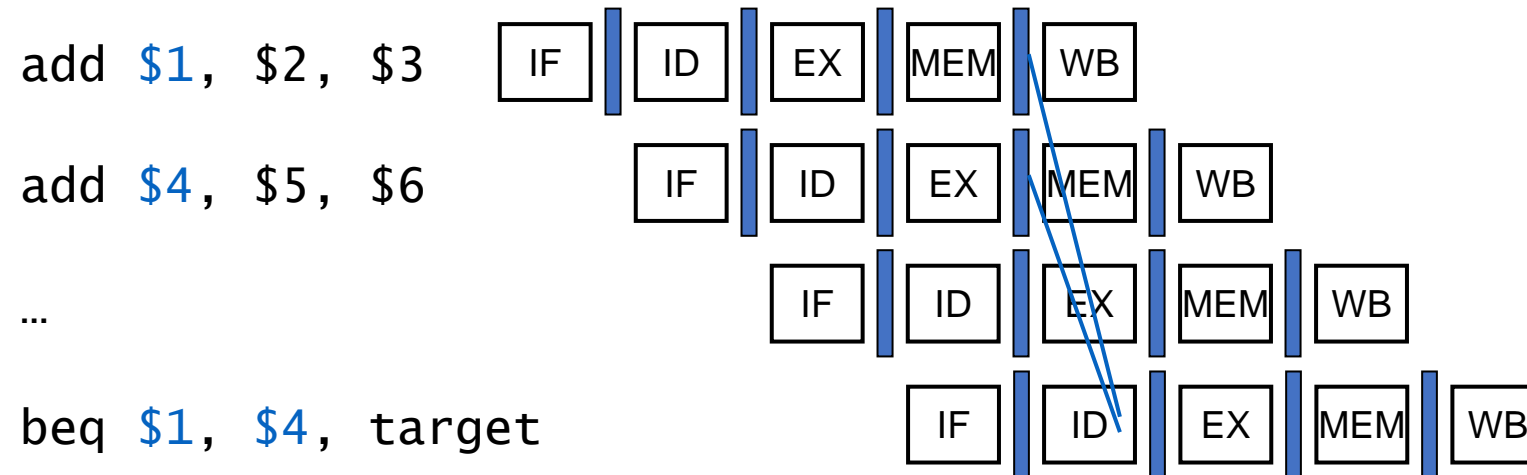 add $1, $2, $3 IF ID EX MEM WB
add $4, $5, $6 IF ID EX MEM WB
… IF ID EX MEM WB
beq $1, $4, target IF ID EX MEM WB